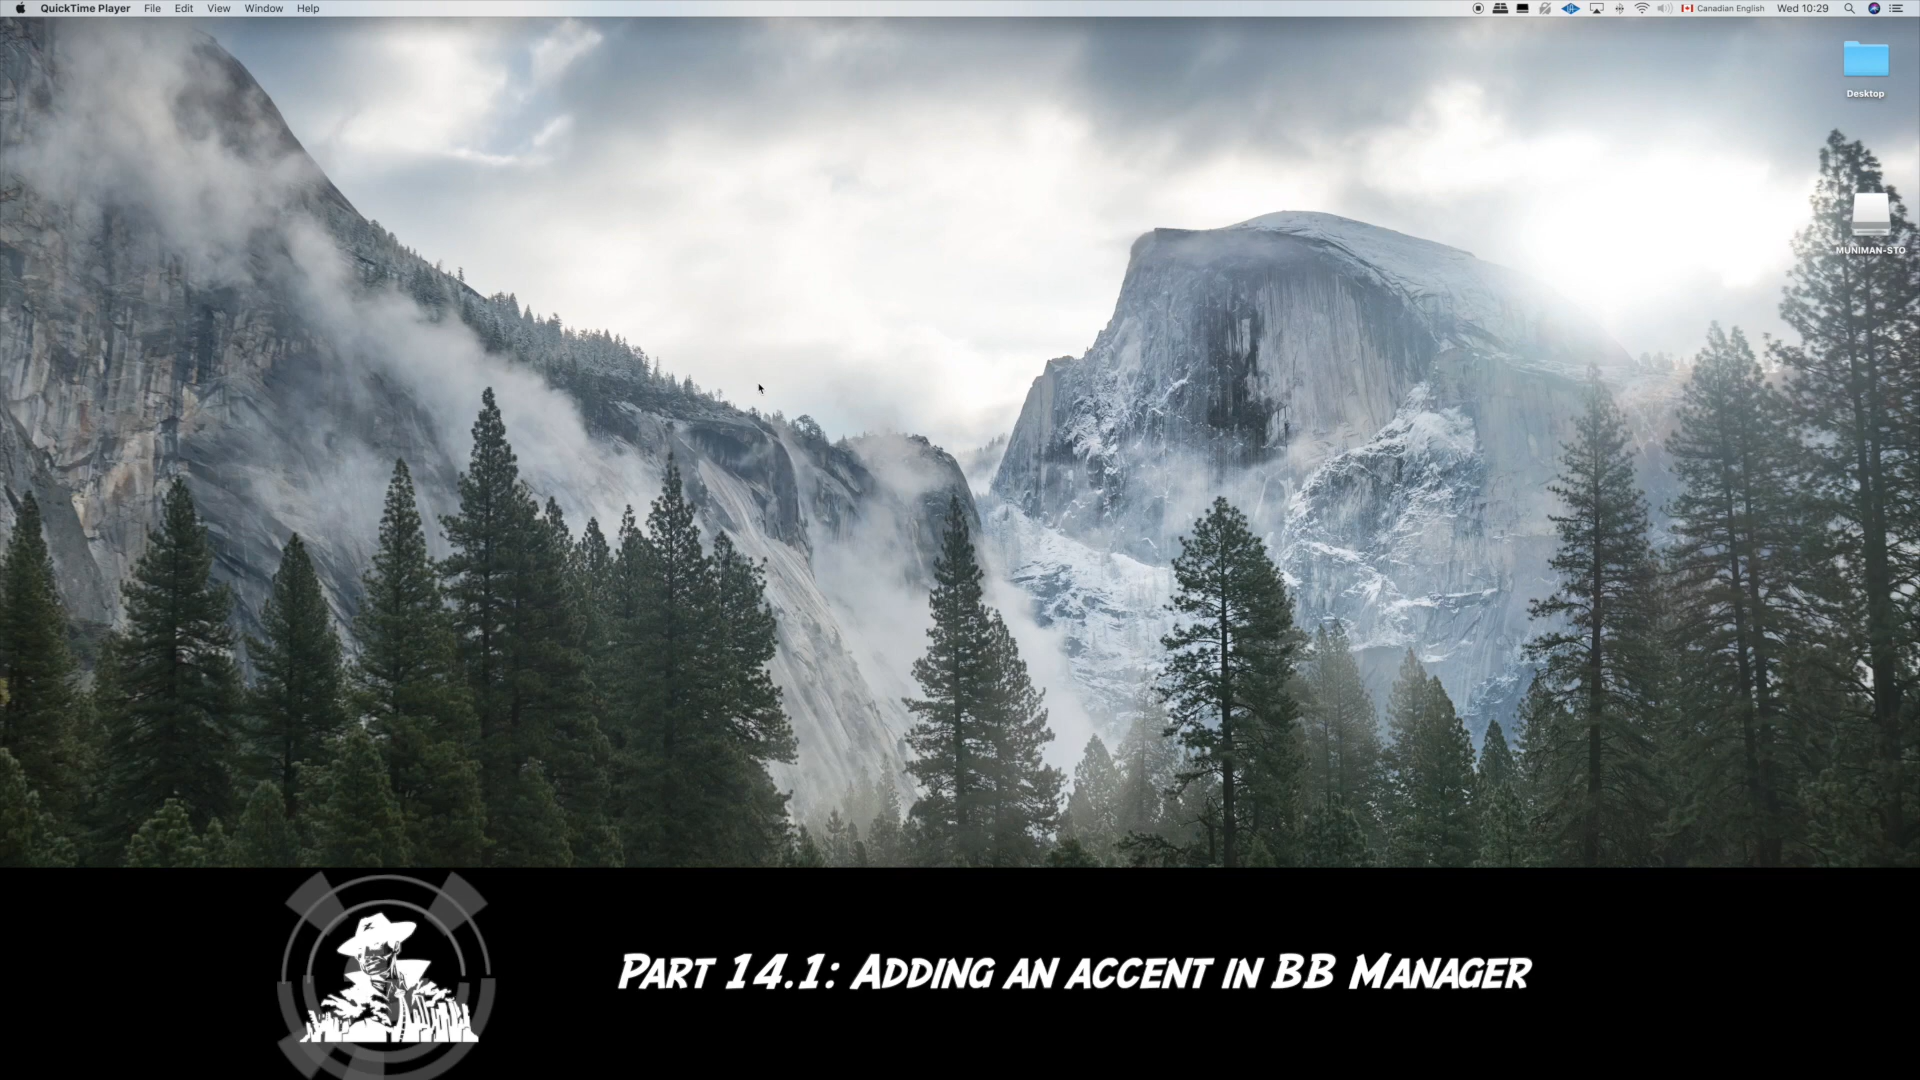 QuickTime Player File Edit View Window Help Canadian English Wed 10:29
Desktop
MUNIMAN-STO
Part 14.1: Adding an accent in BB Manager